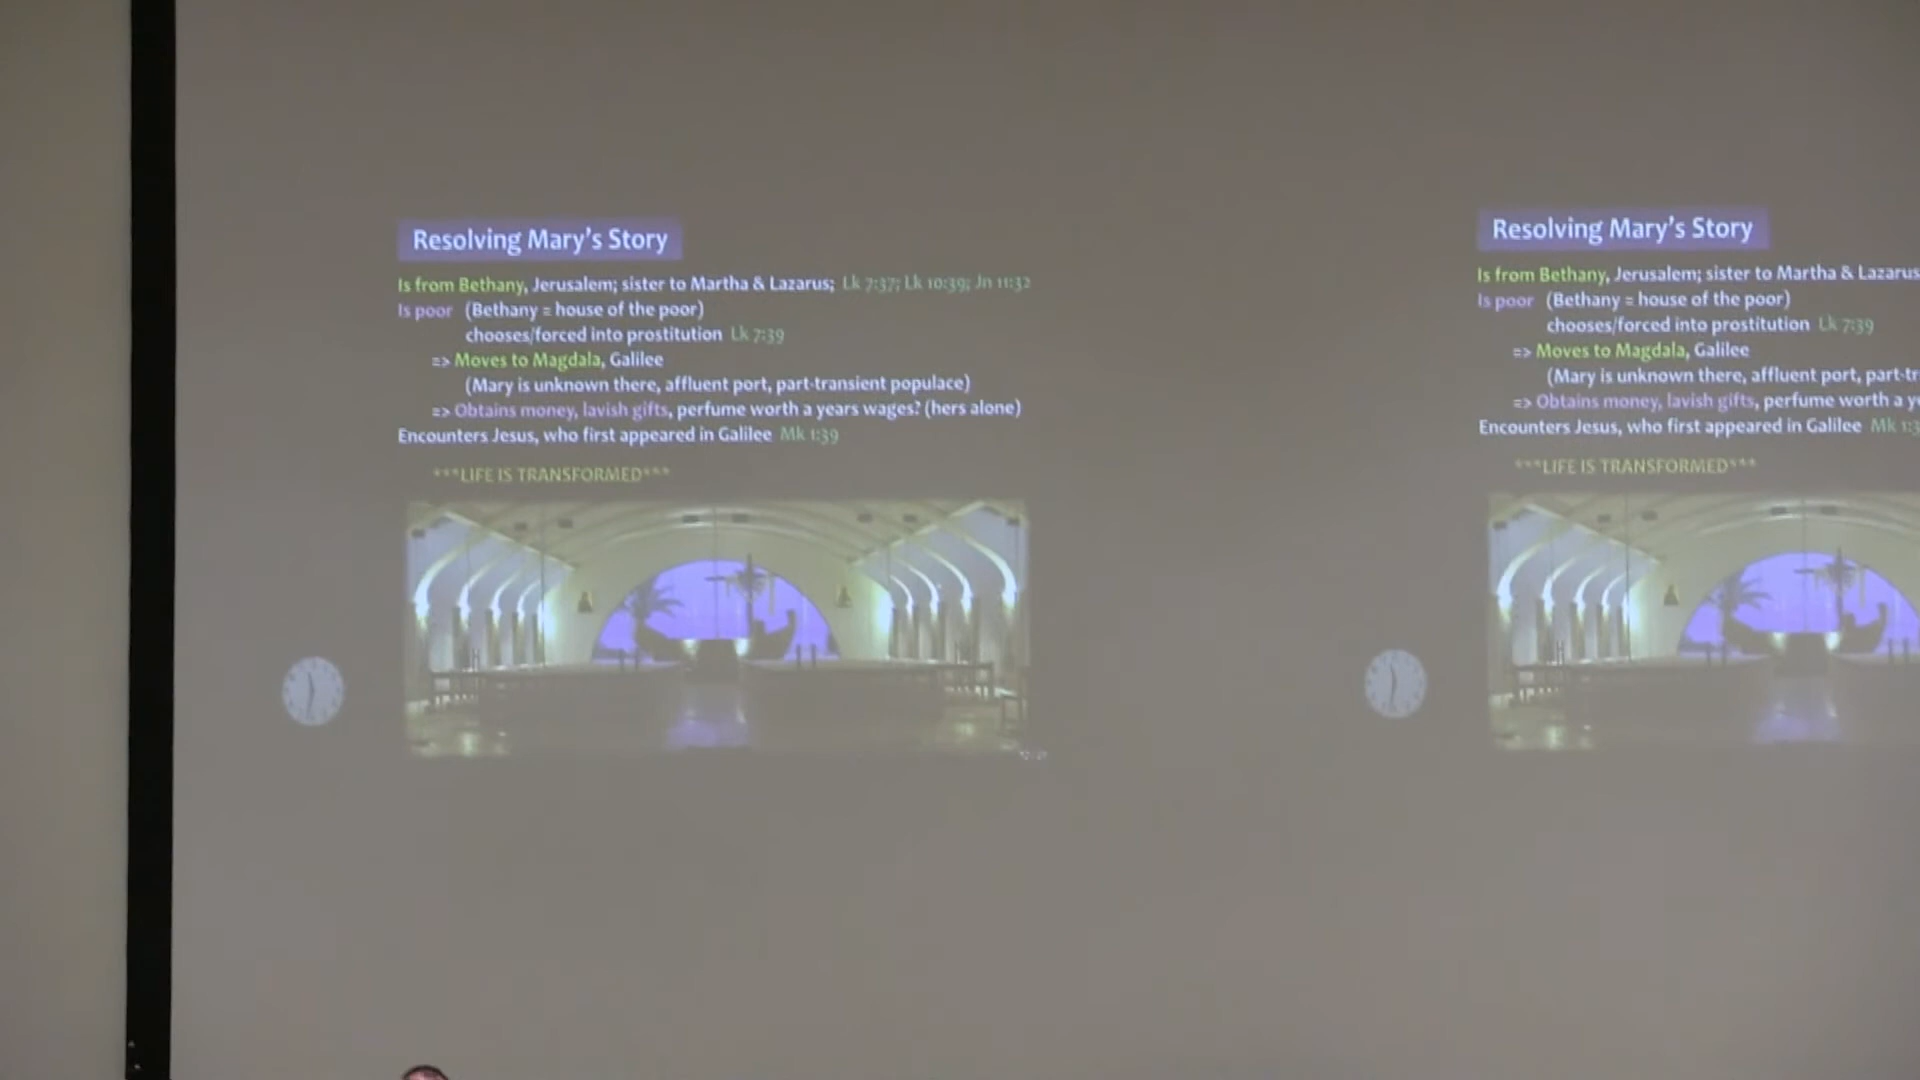 Resolving Mary's Story
Is from Bethany, Jerusalem; sister to Martha & Lazarus; Lk 7:37; Lk 10:39; Jn 11:32
Is poor (Bethany = house of the poor)
chooses/forced into prostitution Lk 7:39
=> Moves to Magdala, Galilee
(Mary is unknown there, affluent port, part-transient populace)
=> Obtains money, lavish gifts, perfume worth a years wages? (hers alone)
Encounters Jesus, who first appeared in Galilee Mk 1:39
***LIFE IS TRANSFORMED***
Resolving Mary's Story
Is from Bethany, Jerusalem; sister to Martha & Lazarus
Is poor (Bethany = house of the poor)
chooses/forced into prostitution Lk 7:39
=> Moves to Magdala, Galilee
(Mary is unknown there, affluent port, part-tr
=> Obtains money, lavish gifts, perfume worth a y
Encounters Jesus, who first appeared in Galilee Mk 1:3
***LIFE IS TRANSFORMED***